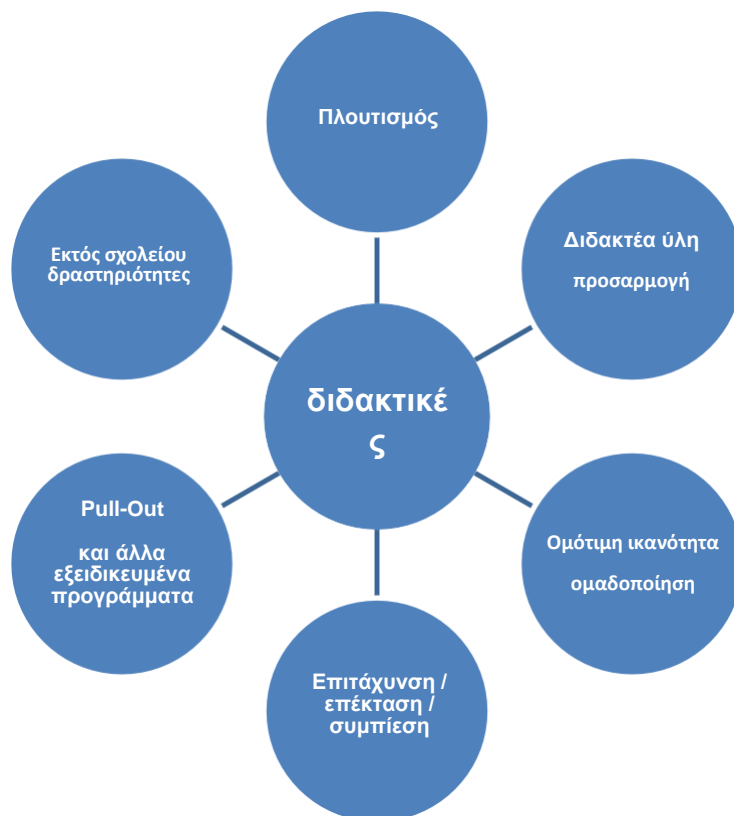 Πλουτισμός
Διδακτέα ύλη
προσαρμογή
Ομότιμη ικανότητα
ομαδοποίηση
Επιτάχυνση /
επέκταση /
συμπίεση
Pull-Out
και άλλα
εξειδικευμένα
προγράμματα
Εκτός σχολείου
δραστηριότητες
διδακτικέ
ς